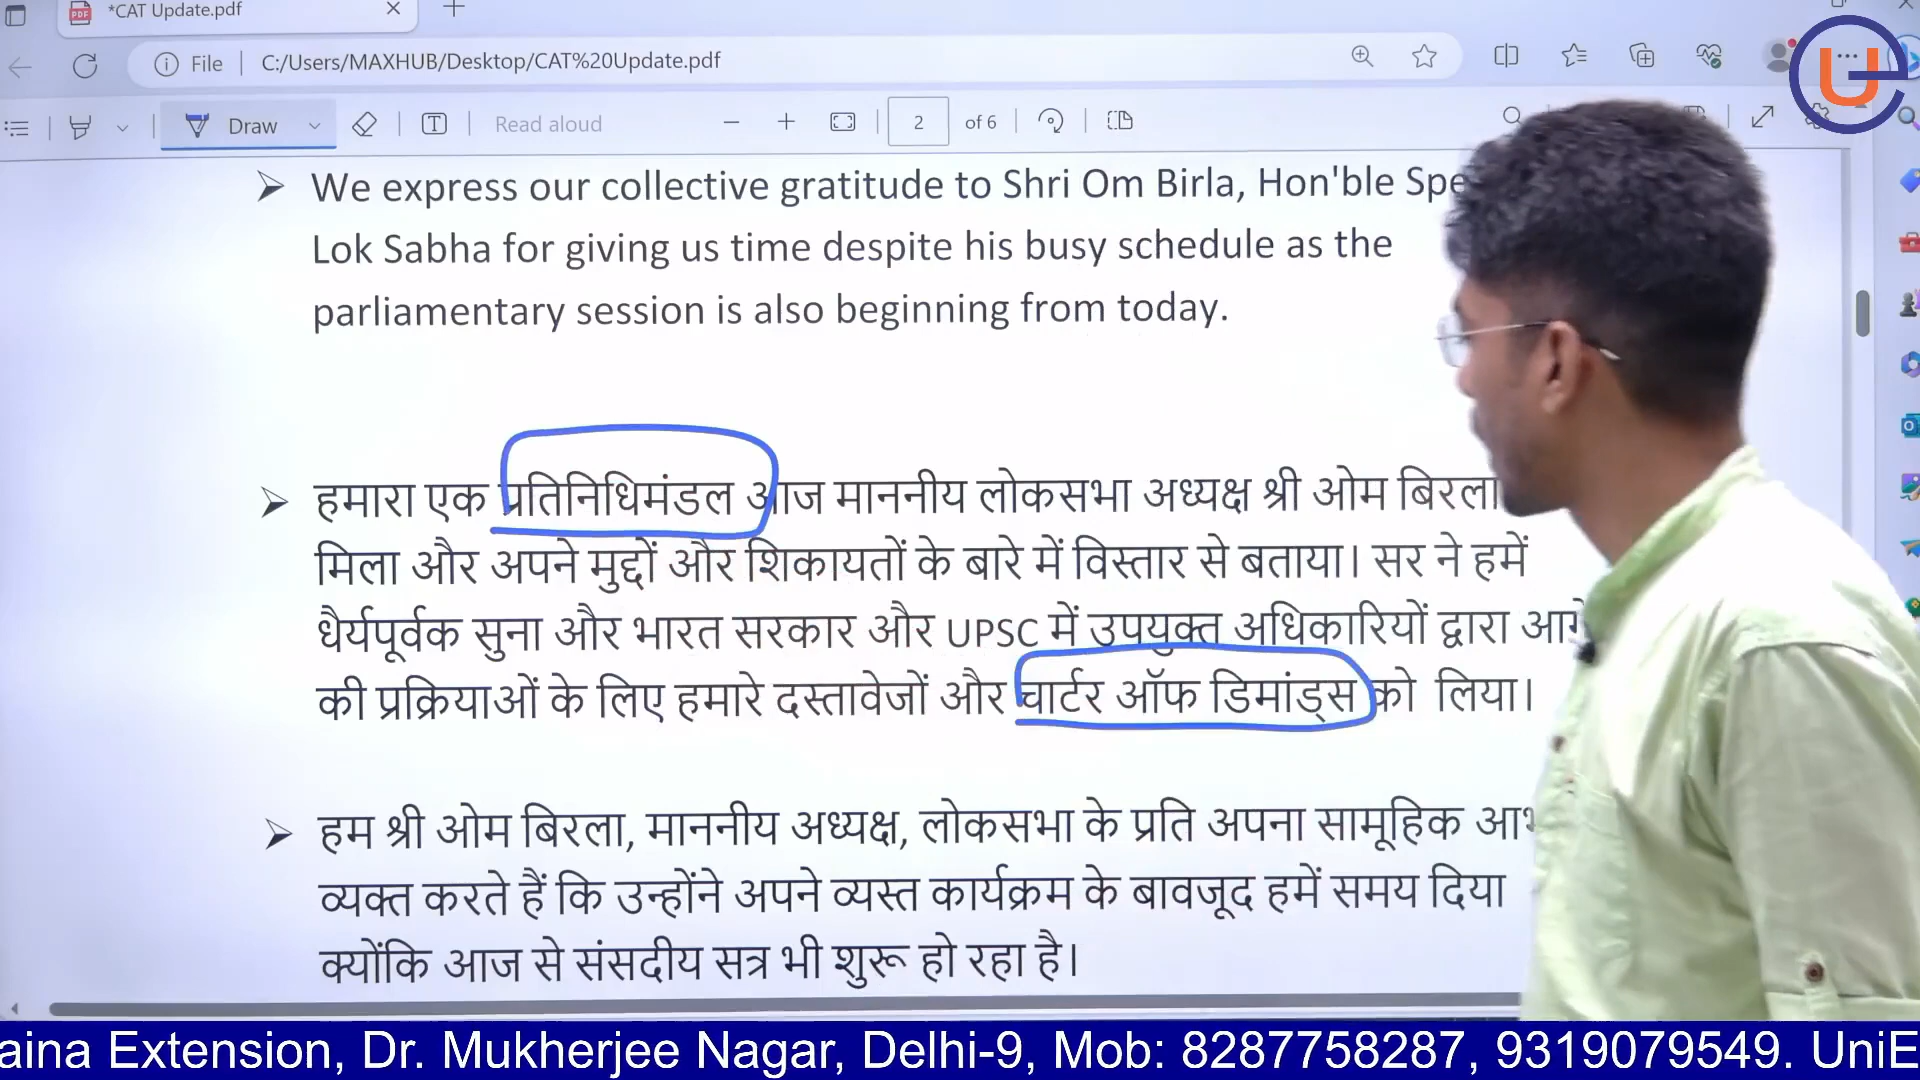 *CAT Update.pdf
File
C:/Users/MAXHUB/Desktop/CAT%20Update.pdf
Draw
Read aloud
2
of 6
We express our collective gratitude to Shri Om Birla, Hon'ble Spe
Lok Sabha for giving us time despite his busy schedule as the
parliamentary session is also beginning from today.
हमारा एक प्रतिनिधिमंडल आज माननीय लोकसभा अध्यक्ष श्री ओम बिरला
मिला और अपने मुद्दों और शिकायतों के बारे में विस्तार से बताया। सर ने हमें
धैर्यपूर्वक सुना और भारत सरकार और UPSC में उपयुक्त अधिकारियों द्वारा
की प्रक्रियाओं के लिए हमारे दस्तावेजों और चार्टर ऑफ डिमांड्स को लिया।
हम श्री ओम बिरला, माननीय अध्यक्ष, लोकसभा के प्रति अपना सामूहिक
व्यक्त करते हैं कि उन्होंने अपने व्यस्त कार्यक्रम के बावजूद हमें समय दिया
क्योंकि आज से संसदीय सत्र भी शुरू हो रहा है।
aina Extension, Dr. Mukherjee Nagar, Delhi-9, Mob: 8287758287, 9319079549. UniE